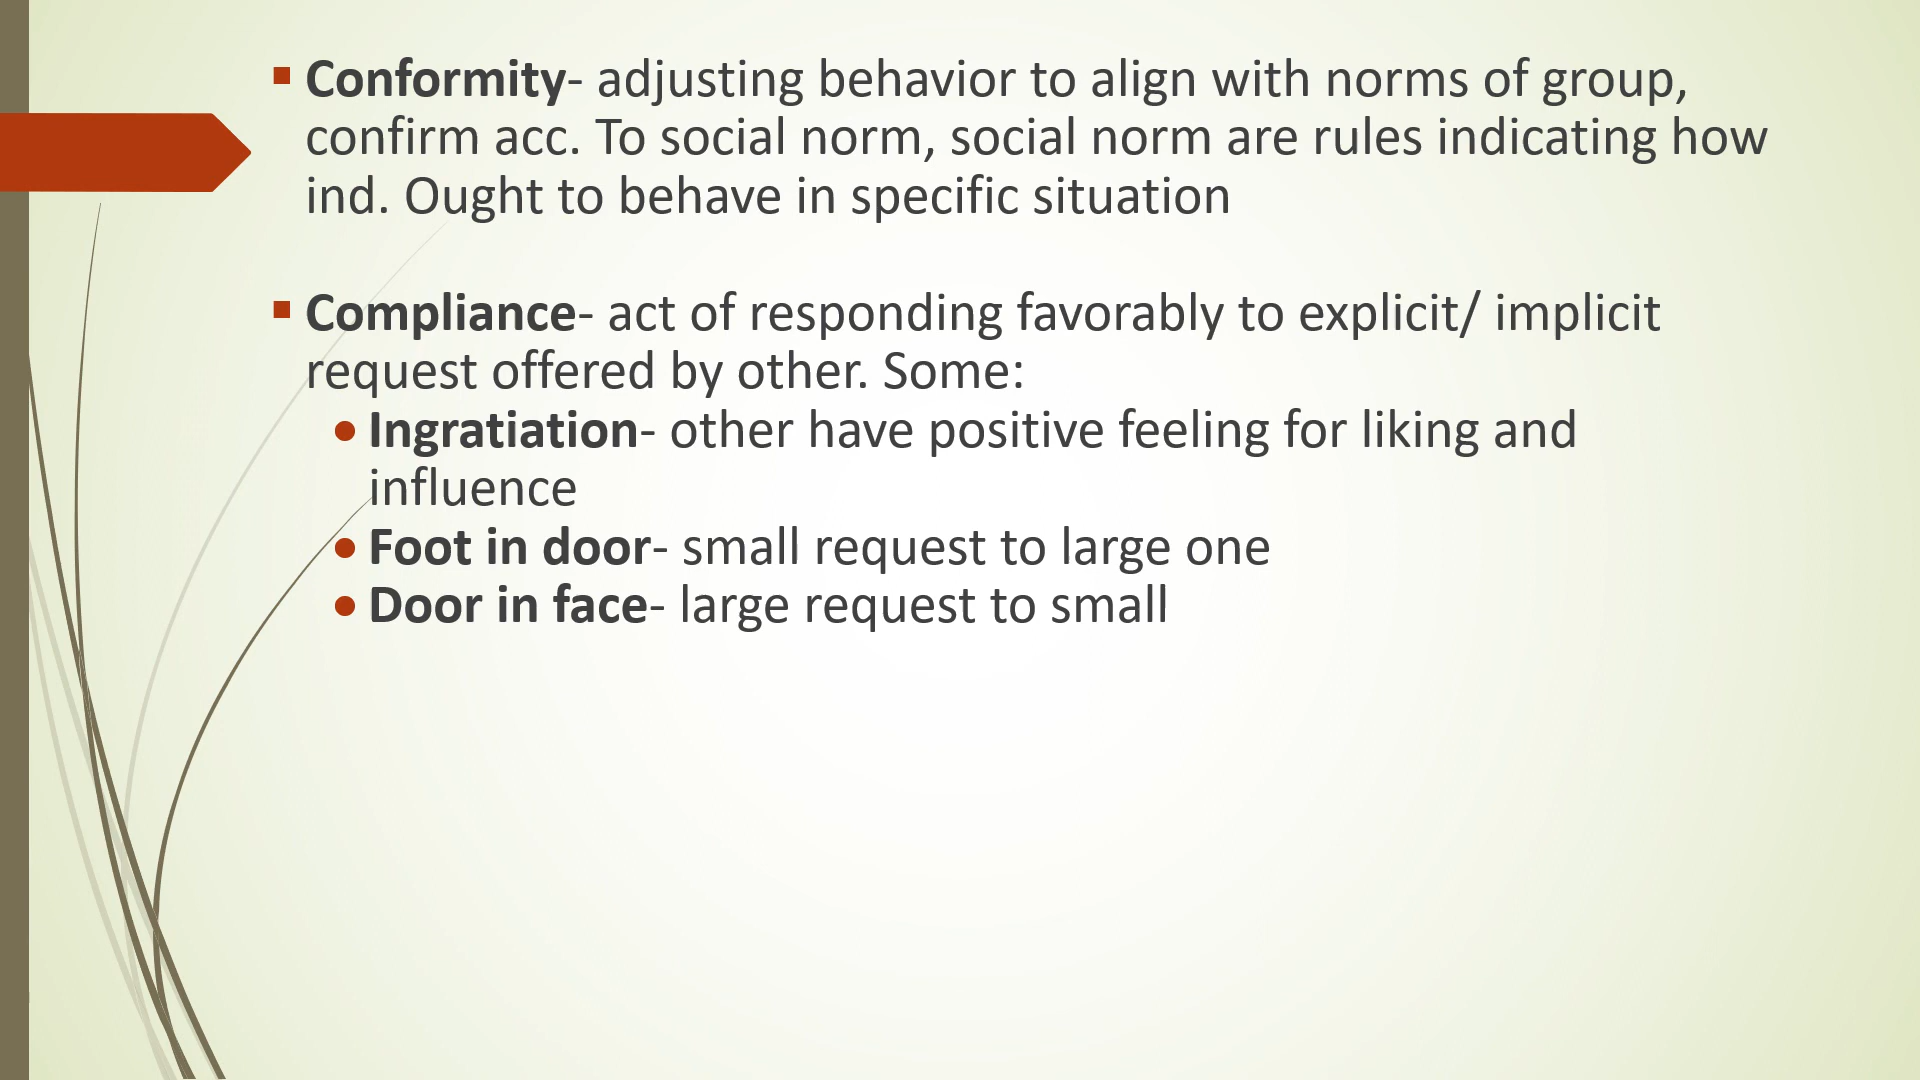 Conformity- adjusting behavior to align with norms of group,
confirm acc. To social norm, social norm are rules indicating how
ind. Ought to behave in specific situation
Compliance- act of responding favorably to explicit/ implicit
request offered by other. Some:
Ingratiation- other have positive feeling for liking and
influence
Foot in door- small request to large one
Door in face- large request to small